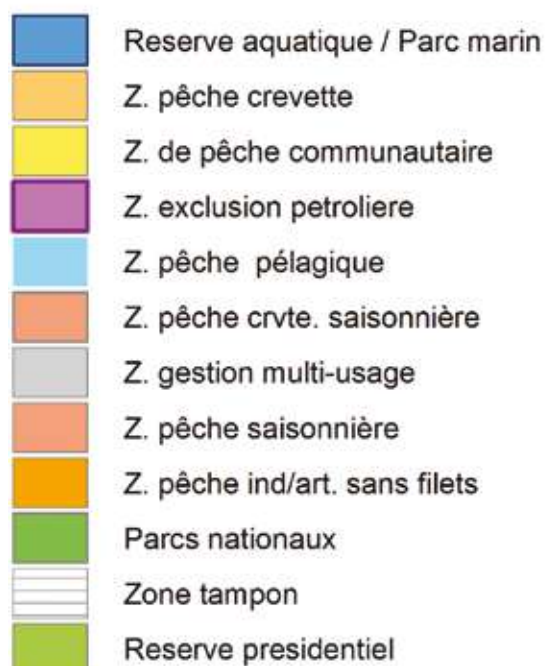 Reserve aquatique / Parc marin
Z. pêche crevette
Z. de pêche communautaire
Z. exclusion petroliere
Z. pêche  pélagique
Z. pêche crvte. saisonnière
Z. gestion multi-usage
Z. pêche saisonnière
Z. pêche ind/art. sans filets
Parcs nationaux
Zone tampon
Reserve presidentiel